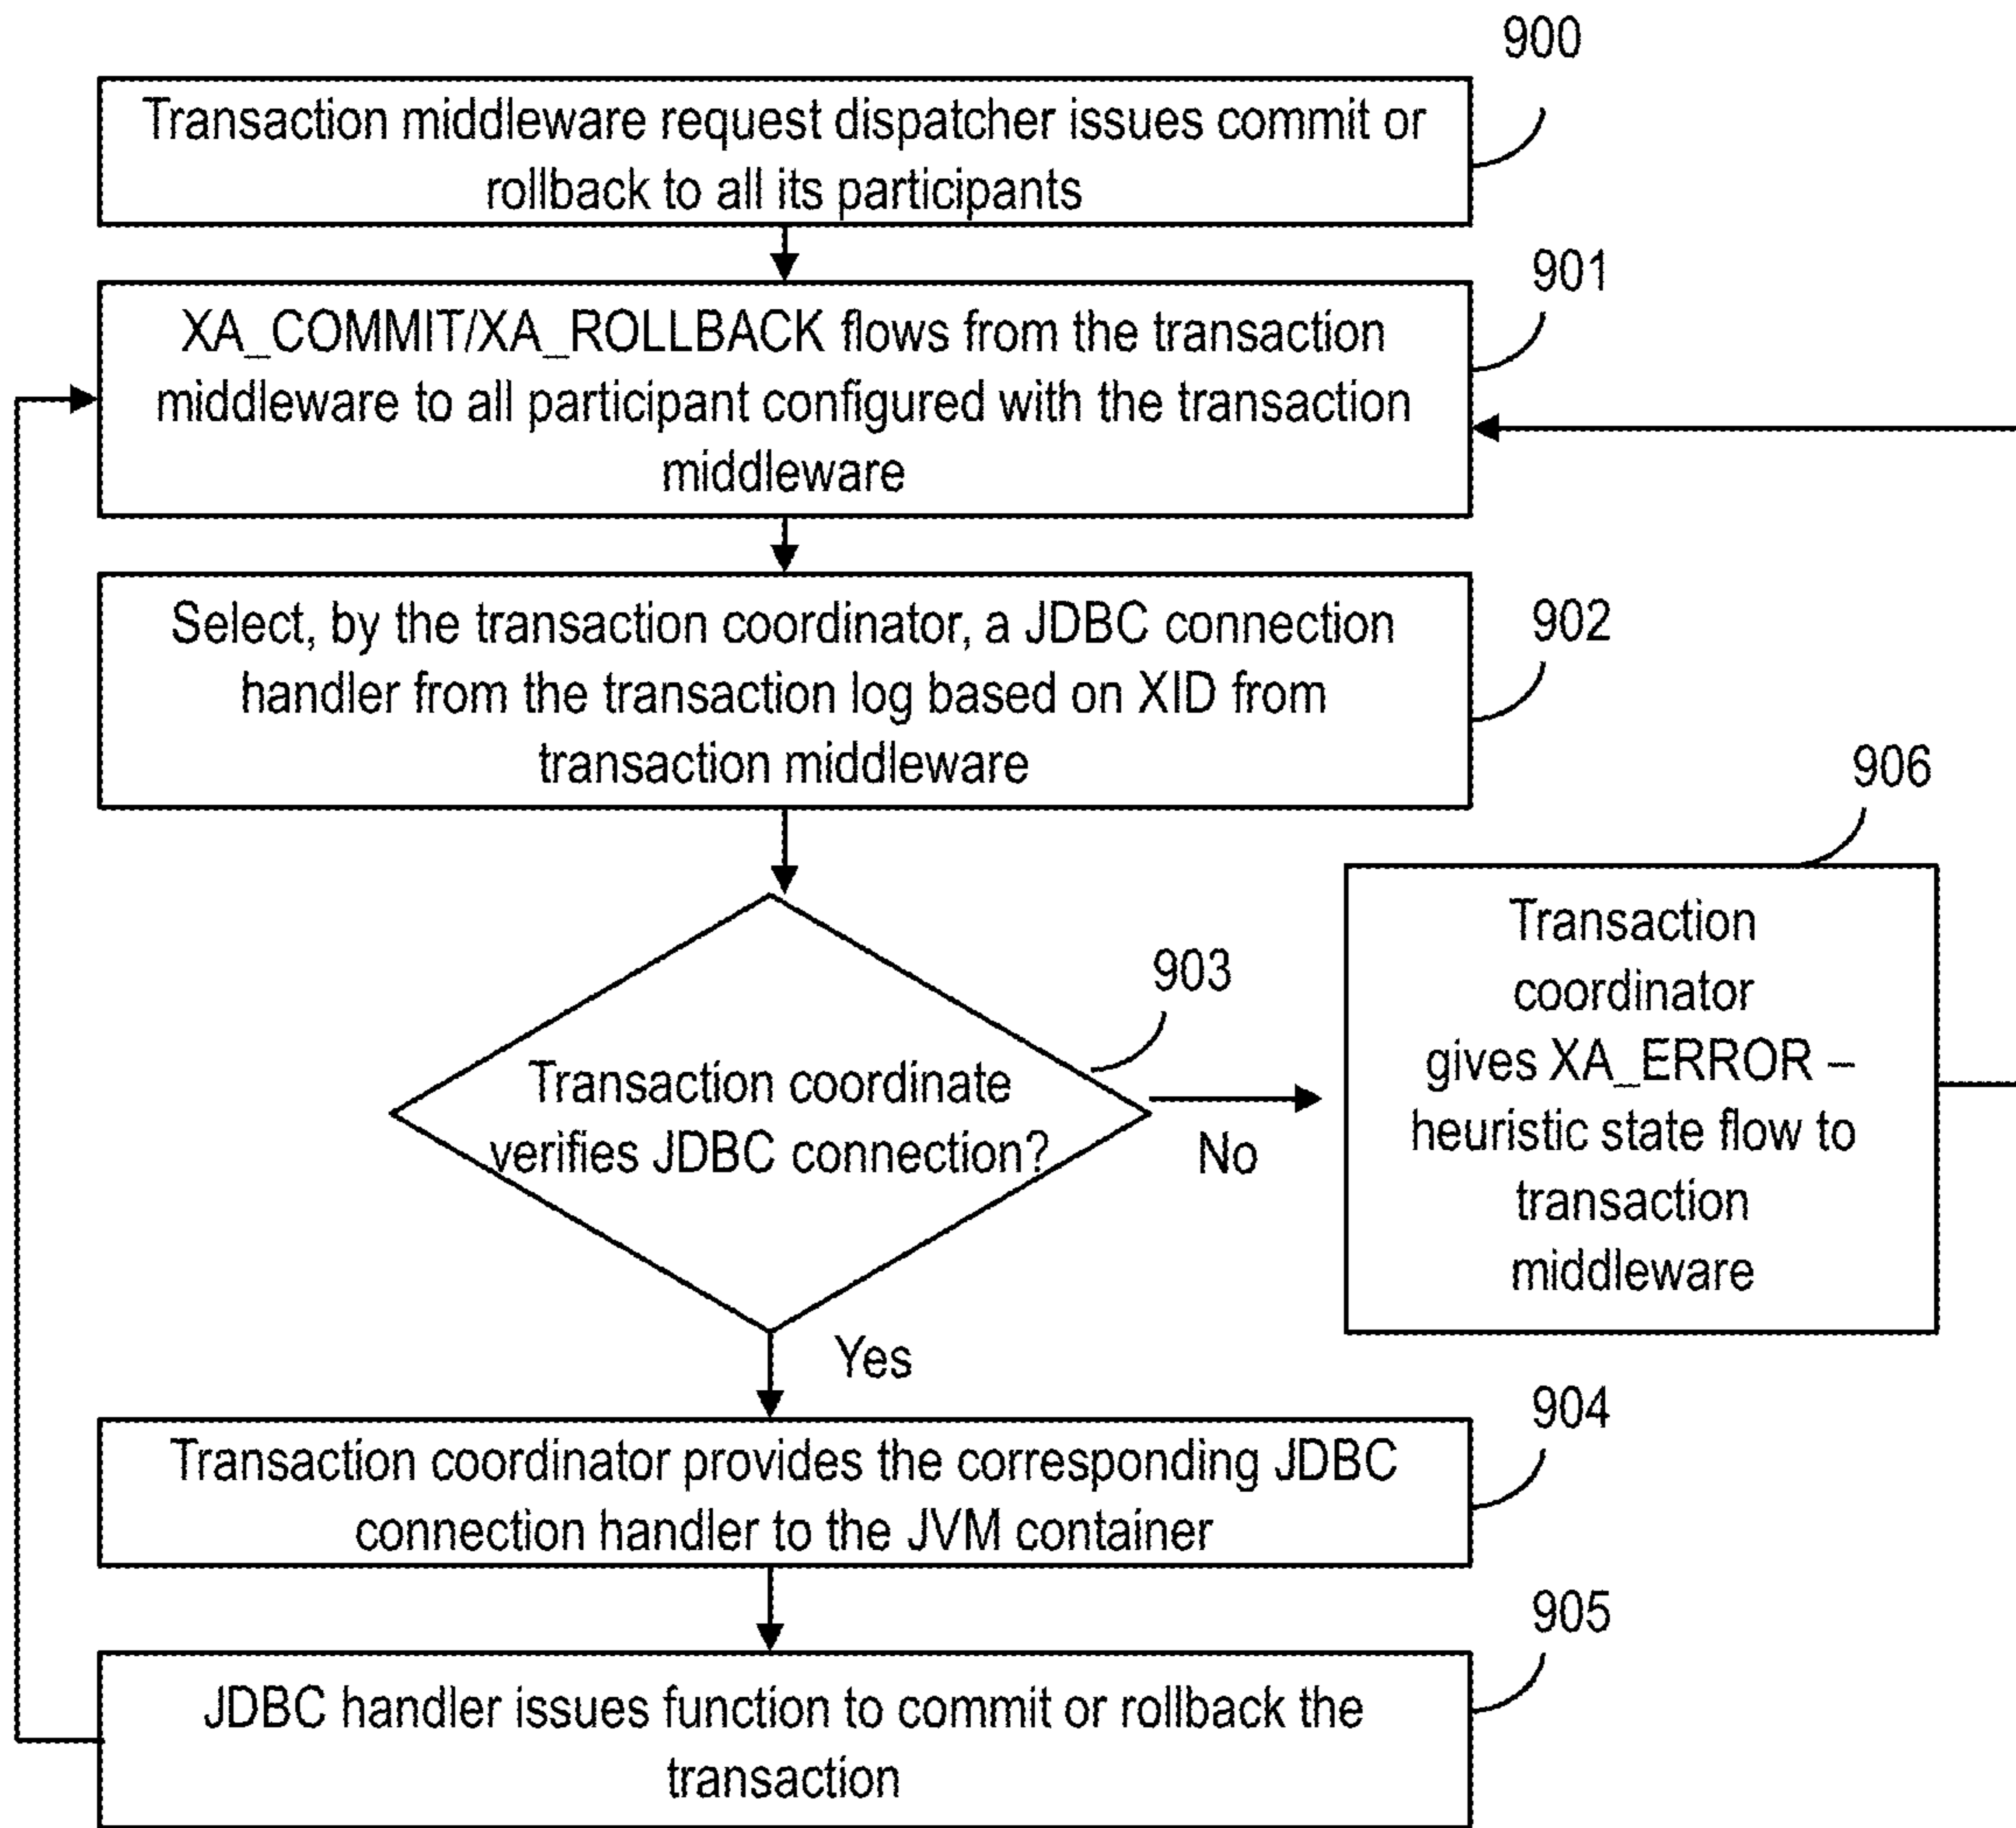 900
Transaction middleware request dispatcher issues commit or
rollback to all its participants
901
XA_COMMIT/XA_ROLLBACK flows from the transaction
middleware to all participant configured with the transaction
middleware
902
Select, by the transaction coordinator, a JDBC connection
handler from the transaction log based on XID from
transaction middleware
903
Transaction coordinate
verifies JDBC connection?
No
906
Transaction
coordinator
gives XA_ERROR –
heuristic state flow to
transaction
middleware
Yes
904
Transaction coordinator provides the corresponding JDBC
connection handler to the JVM container
905
JDBC handler issues function to commit or rollback the
transaction